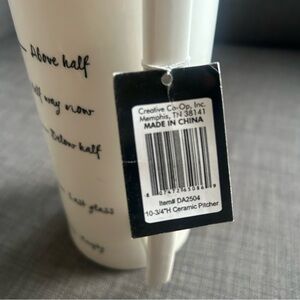 Above half
way now
Below half
Last glass
Empty
Creative Co-Op, Inc.
Memphis, TN 38141
MADE IN CHINA
Item# DA2504
10-3/4"H Ceramic Pitcher